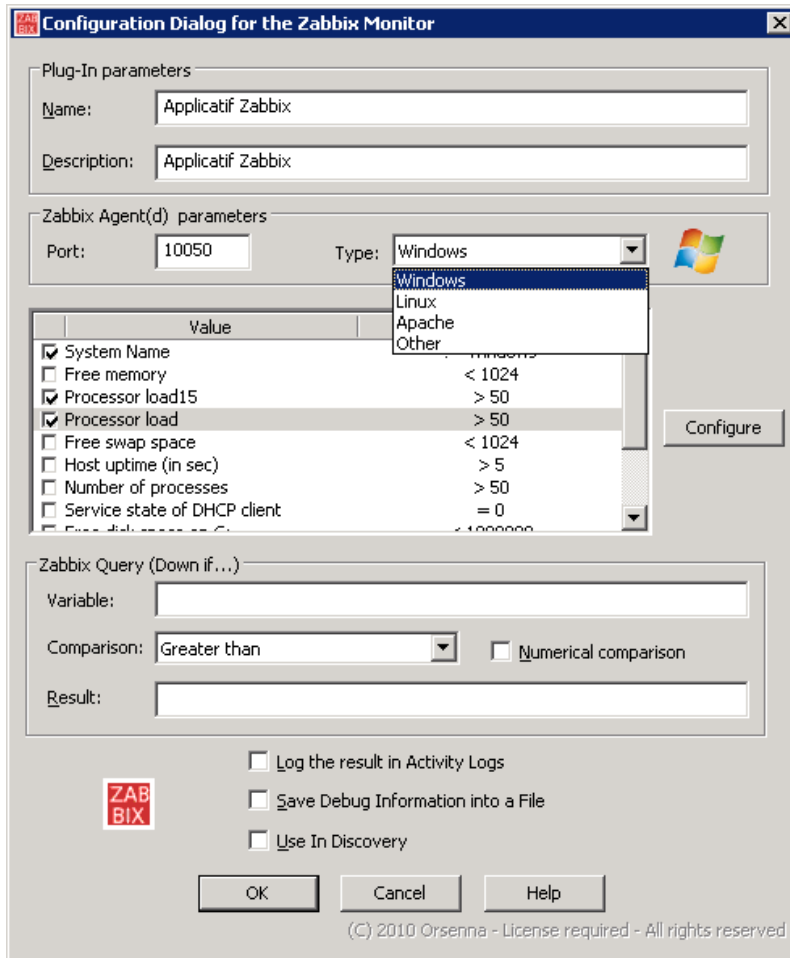 ZAB BIX Configuration Dialog for the Zabbix Monitor
Plug-In parameters
Name: Applicatif Zabbix
Description: Applicatif Zabbix
Zabbix Agent(d) parameters
Port: 10050 Type: Windows
Windows
Linux
Apache
Other
Value
System Name
Free memory < 1024
Processor load15 > 50
Processor load > 50
Configure
Free swap space < 1024
Host uptime (in sec) > 5
Number of processes > 50
Service state of DHCP client = 0
Zabbix Query (Down if...)
Variable:
Comparison: Greater than Numerical comparison
Result:
Log the result in Activity Logs
ZAB
BIX
Save Debug Information into a File
Use In Discovery
OK Cancel Help
(C) 2010 Orsenna - License required - All rights reserved